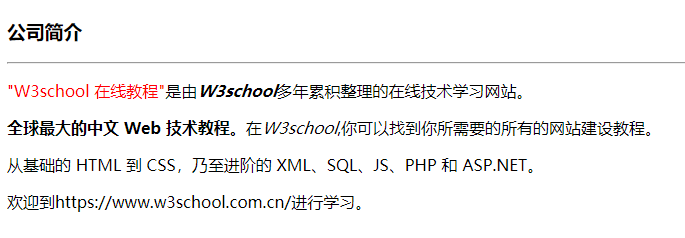 公司简介
"W3school 在线教程"是由W3school多年累积整理的在线技术学习网站。
全球最大的中文 Web 技术教程。在W3school,你可以找到你所需要的所有的网站建设教程。
从基础的 HTML 到 CSS，乃至进阶的 XML、SQL、JS、PHP 和 ASP.NET。
欢迎到https://www.w3school.com.cn/进行学习。